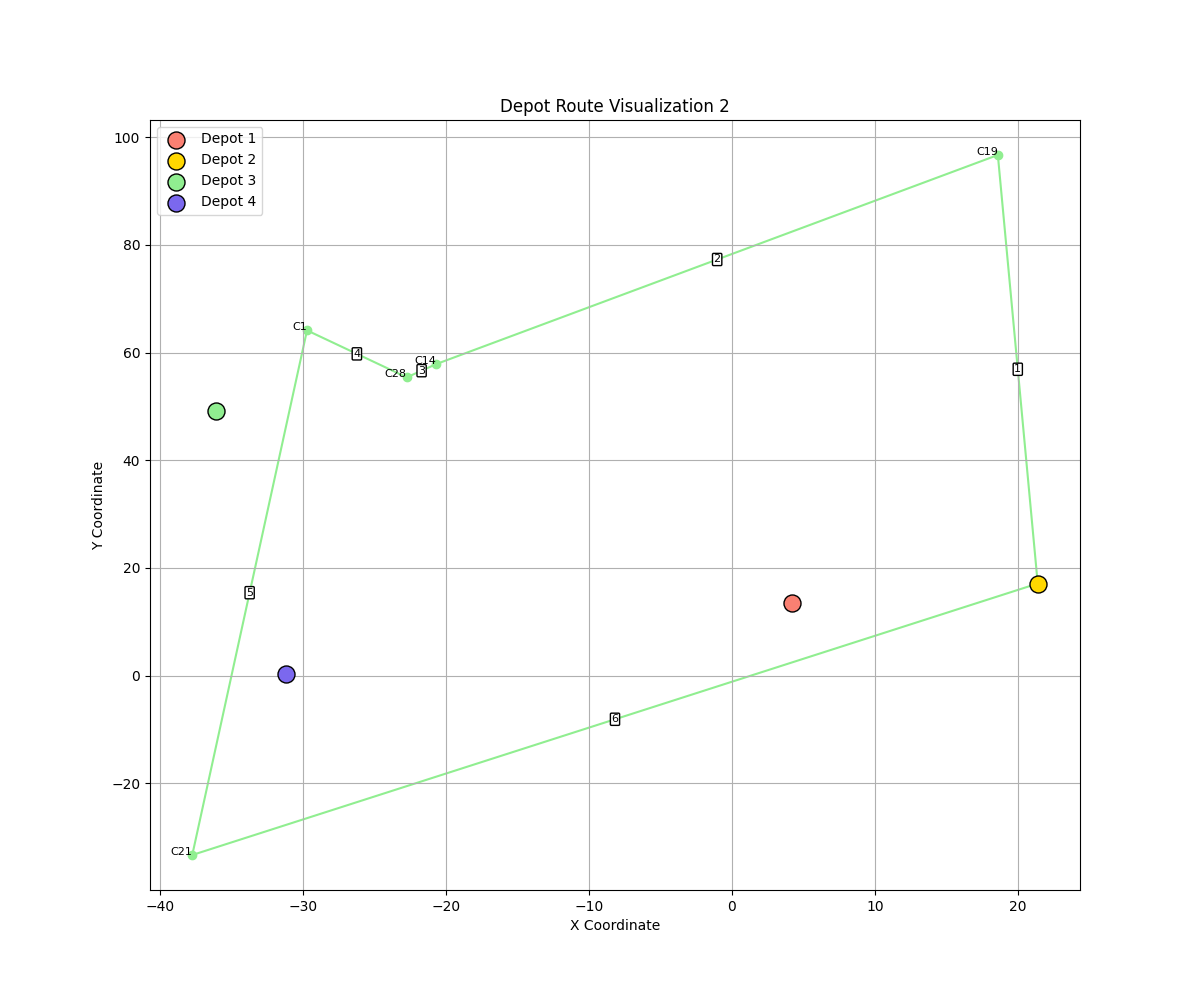 Depot Route Visualization 2
Depot 1
Depot 2
Depot 3
Depot 4
100
80
60
40
20
0
−20
Y Coordinate
C19
2
C1
4
C14
3
C28
1
5
6
C21
−40
−30
−20
−10
0
10
20
X Coordinate